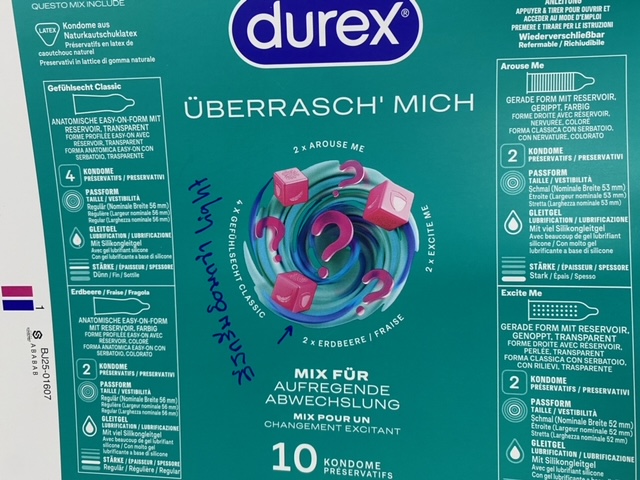 QUESTO MIX INCLUDE
LATEX
Kondome aus
Naturkautschuklatex
Préservatifs en latex de
caoutchouc naturel
Preservativi in lattice di gomma naturale
Gefühlsecht Classic
ANATOMISCHE EASY-ON-FORM MIT
RESERVOIR, TRANSPARENT
FORME PROFILÉE EASY-ON AVEC
RÉSERVOIR, TRANSPARENT
FORMA ANATOMICA EASY-ON CON
SERBATOIO, TRASPARENTE
4
KONDOME
PRÉSERVATIFS / PRESERVATIVI
PASSFORM
TAILLE / VESTIBILITÀ
Regulär (Nominale Breite 56 mm)
Régulière (Largeur nominale 56 mm)
Regular (Larghezza nominale 56 mm)
GLEITGEL
LUBRIFICATION / LUBRIFICAZIONE
Mit Silikongleitgel
Avec gel lubrifiant silicone
Con gel lubrificante a base di silicone
STÄRKE / ÉPAISSEUR / SPESSORE
Dünn / Fin / Sottile
Erdbeere / Fraise / Fragola
ANATOMISCHE EASY-ON-FORM
MIT RESERVOIR, FARBIG
FORME PROFILÉE EASY-ON AVEC
RÉSERVOIR, COLORÉ
FORMA ANATOMICA EASY-ON CON
SERBATOIO, COLORATO
2
KONDOME
PRÉSERVATIFS / PRESERVATIVI
PASSFORM
TAILLE / VESTIBILITÀ
Regulär (Nominale Breite 56 mm)
Régulière (Largeur nominale 56 mm)
Regular (Larghezza nominale 56 mm)
GLEITGEL
LUBRIFICATION / LUBRIFICAZIONE
Mit viel Silikongleitgel
Avec beaucoup de gel lubrifiant
silicone / Con molto gel
lubrificante a base di silicone
STÄRKE / ÉPAISSEUR / SPESSORE
Regulär / Régulière / Regular
1
BJ25-01607
ABABAB
durex®
ÜBERRASCH' MICH
2 x AROUSE ME
4 x GEFÜHLSECHT CLASSIC
2 x EXCITE ME
2 x ERDBEERE / FRAISE
MIX FÜR
AUFREGENDE
ABWECHSLUNG
MIX POUR UN
CHANGEMENT EXCITANT
10 KONDOME
PRÉSERVATIFS
ANLEITUNG
APPUYER & TIRER POUR OUVRIR ET
ACCEDER AU MODE D'EMPLOI
PREMERE E TIRARE PER LE ISTRUZIONI
Wiederverschließbar
Refermable / Richiudibile
Arouse Me
GERADE FORM MIT RESERVOIR,
GERIPPT, FARBIG
FORME DROITE AVEC RÉSERVOIR,
NERVURÉE, COLORÉ
FORMA CLASSICA CON SERBATOIO,
CON NERVATURE, COLORATO
2
KONDOME
PRÉSERVATIFS / PRESERVATIVI
PASSFORM
TAILLE / VESTIBILITÀ
Schmal (Nominale Breite 53 mm)
Étroite (Largeur nominale 53 mm)
Stretta (Larghezza nominale 53 mm)
GLEITGEL
LUBRIFICATION / LUBRIFICAZIONE
Mit viel Silikongleitgel
Avec beaucoup de gel lubrifiant
silicone / Con molto gel
lubrificante a base di silicone
STÄRKE / ÉPAISSEUR / SPESSORE
Stark / Épais / Spesso
Excite Me
GERADE FORM MIT RESERVOIR,
GENOPPT, TRANSPARENT
FORME DROITE AVEC RÉSERVOIR,
PERLÉE, TRANSPARENT
FORMA CLASSICA CON SERBATOIO,
CON RILIEVI, TRASPARENTE
2
KONDOME
PRÉSERVATIFS / PRESERVATIVI
PASSFORM
TAILLE / VESTIBILITÀ
Schmal (Nominale Breite 52 mm)
Étroite (Largeur nominale 52 mm)
Stretta (Larghezza nominale 52 mm)
GLEITGEL
LUBRIFICATION / LUBRIFICAZIONE
Mit Silikongleitgel
Avec gel lubrifiant silicone